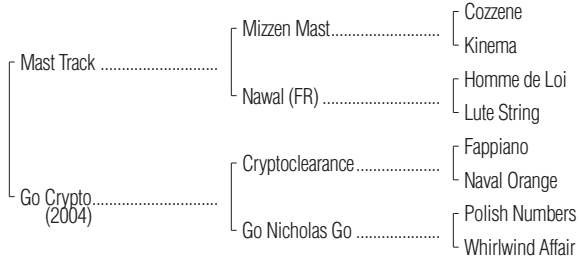 Cozzene
Mizzen Mast
Kinema
Mast Track
Homme de Loi
Nawal (FR)
Lute String
Fappiano
Cryptoclearance
Naval Orange
Go Crypto
(2004)
Polish Numbers
Go Nicholas Go
Whirlwind Affair